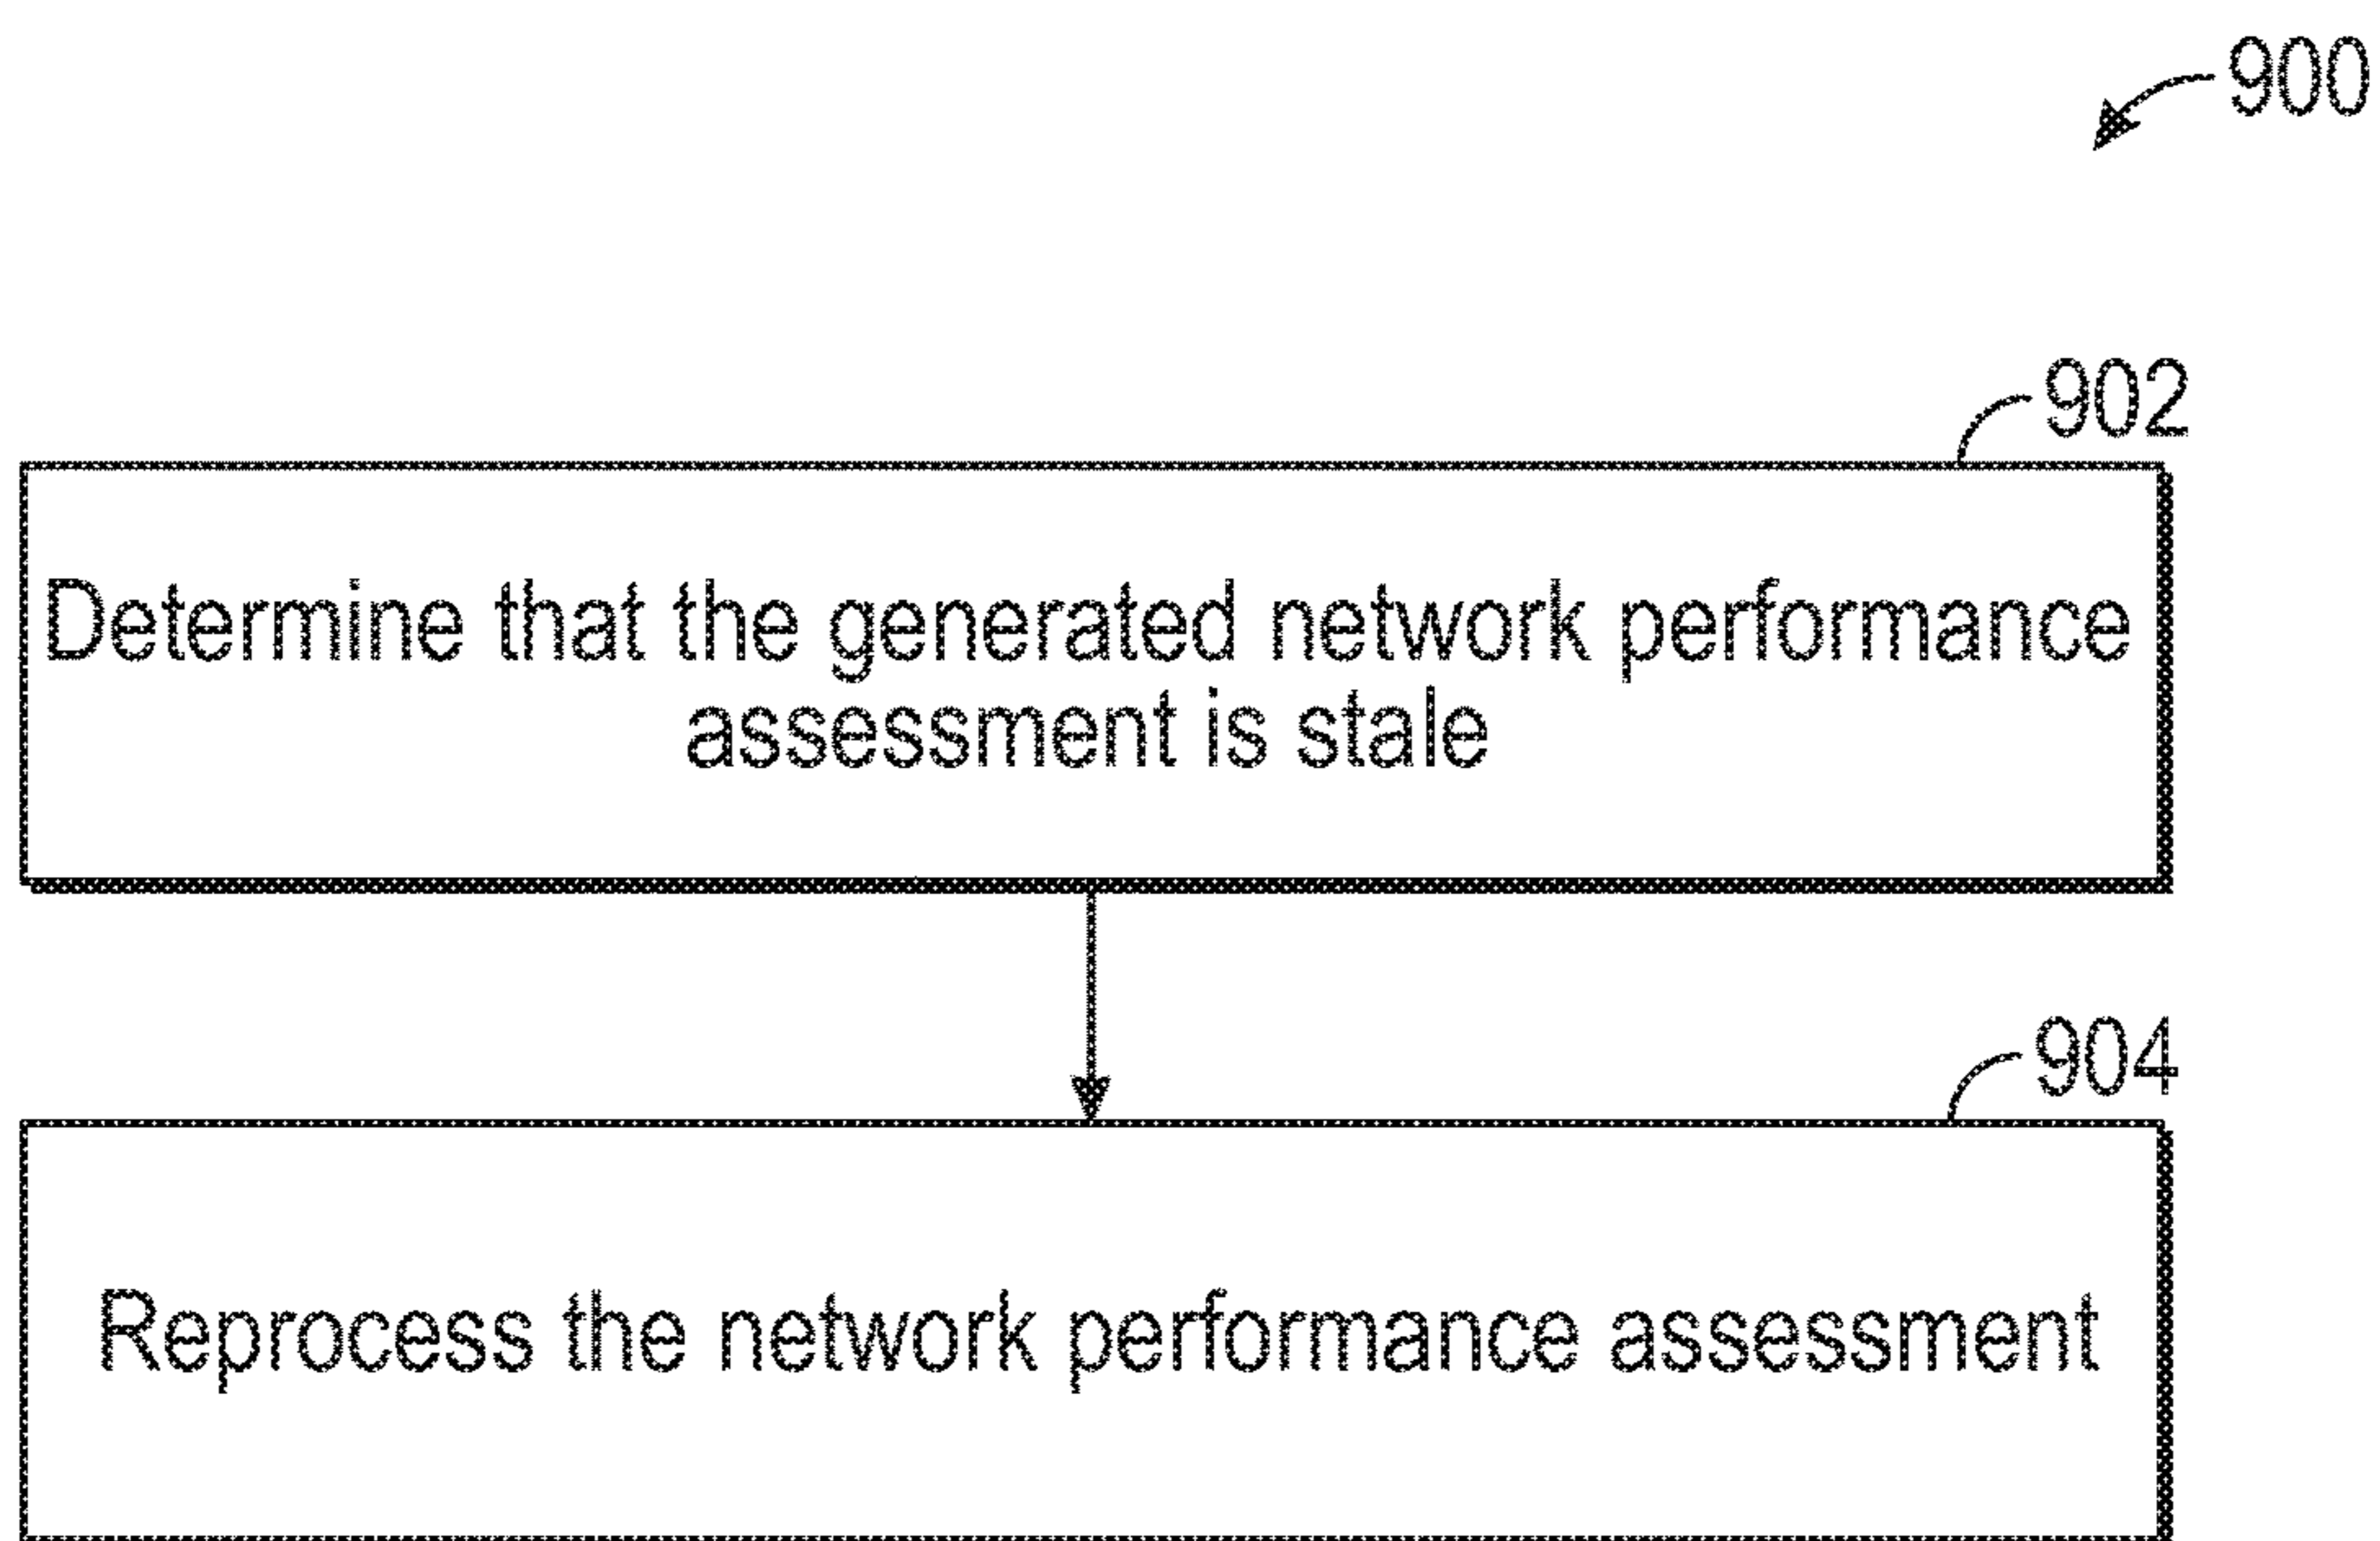 900
902
Determine that the generated network performance
assessment is stale
904
Reprocess the network performance assessment